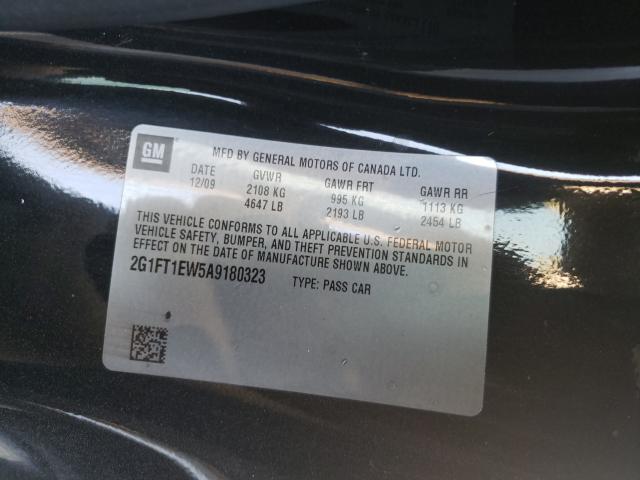 GM
MFD BY GENERAL MOTORS OF CANADA LTD.
DATE GVWR GAWR FRT GAWR RR
12/09 2108 KG 995 KG 1113 KG
4647 LB 2193 LB 2454 LB
THIS VEHICLE CONFORMS TO ALL APPLICABLE U.S. FEDERAL MOTOR
VEHICLE SAFETY, BUMPER, AND THEFT PREVENTION STANDARDS IN
EFFECT ON THE DATE OF MANUFACTURE SHOWN ABOVE.
2G1FT1EW5A9180323 TYPE: PASS CAR